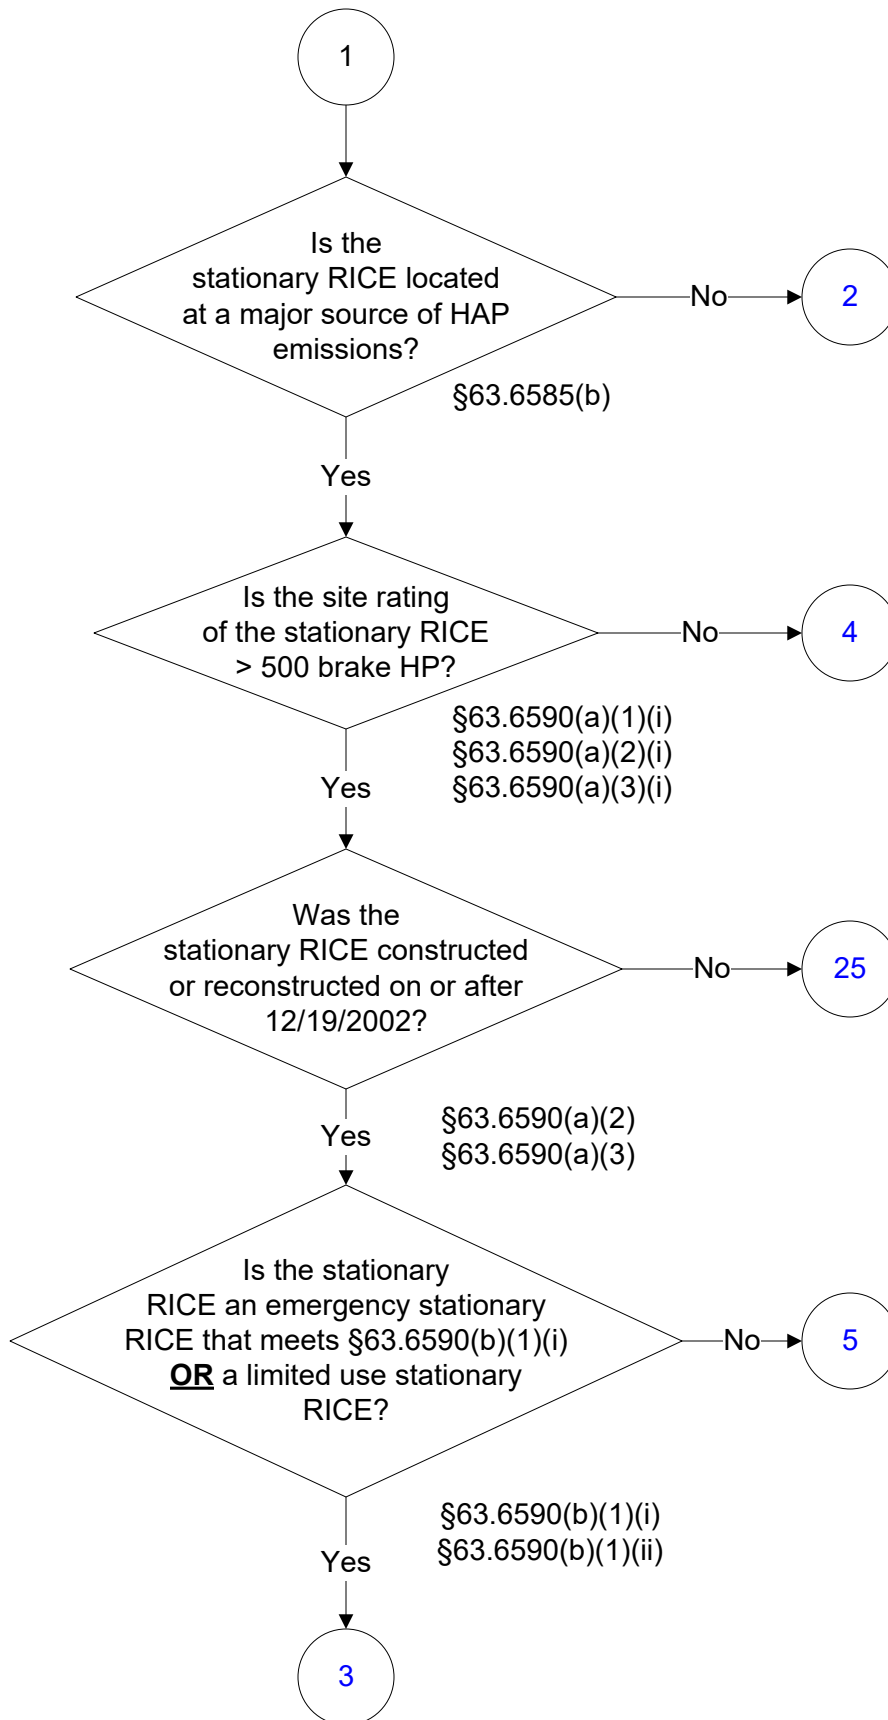 1
Is the
stationary RICE located
at a major source of HAP
emissions?
No
2
§63.6585(b)
Yes
Is the site rating
of the stationary RICE
> 500 brake HP?
No
4
§63.6590(a)(1)(i)
§63.6590(a)(2)(i)
§63.6590(a)(3)(i)
Yes
Was the
stationary RICE constructed
or reconstructed on or after
12/19/2002?
No
25
§63.6590(a)(2)
§63.6590(a)(3)
Yes
Is the stationary
RICE an emergency stationary
RICE that meets §63.6590(b)(1)(i)
OR a limited use stationary
RICE?
No
5
§63.6590(b)(1)(i)
§63.6590(b)(1)(ii)
Yes
3